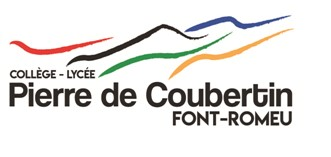 COLLÈGE - LYCÉE
Pierre de Coubertin
FONT-ROMEU